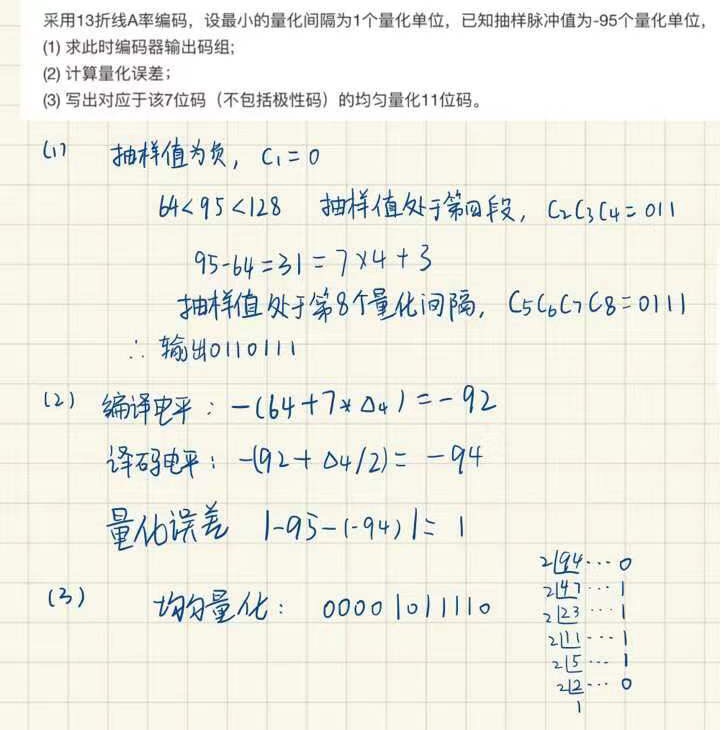 采用13折线A率编码，设最小的量化间隔为1个量化单位，已知抽样脉冲值为-95个量化单位，
(1) 求此时编码器输出码组；
(2) 计算量化误差；
(3) 写出对应于该7位码（不包括极性码）的均匀量化11位码。
(1) 抽样值为负， C₁=0
64<95<128 抽样值处于第四段， C₂C₃C₄=011
95-64=31=7×4+3
抽样值处于第8个量化间隔， C₅C₆C₇C₈=0111
∴ 输出0110111
(2) 编译电平：-(64+7*Δ₄)=-92
译码电平：-(92+Δ4/2)=-94
量化误差 |-95-(-94)|=1
(3) 均匀量化： 00001011110
2|94…0
2|47…1
2|23…1
2|11…1
2|5…1
2|2…0
1